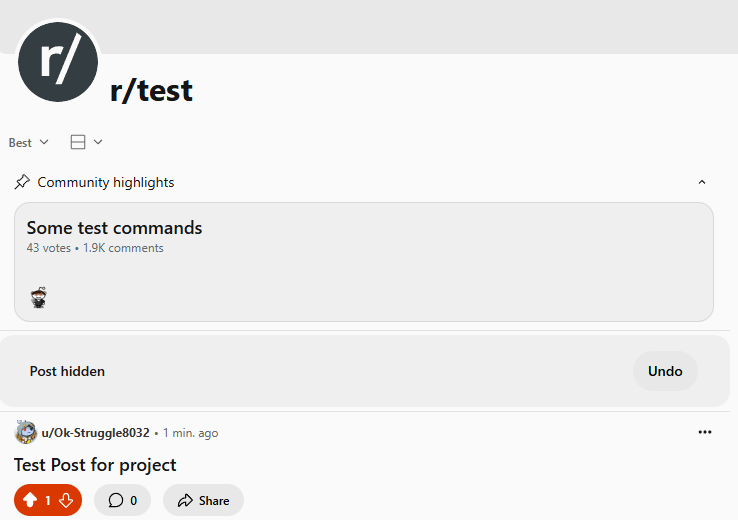 r/
r/test
Best
Community highlights
Some test commands
43 votes • 1.9K comments
Post hidden
Undo
u/Ok-Struggle8032 • 1 min. ago
Test Post for project
1
0
Share